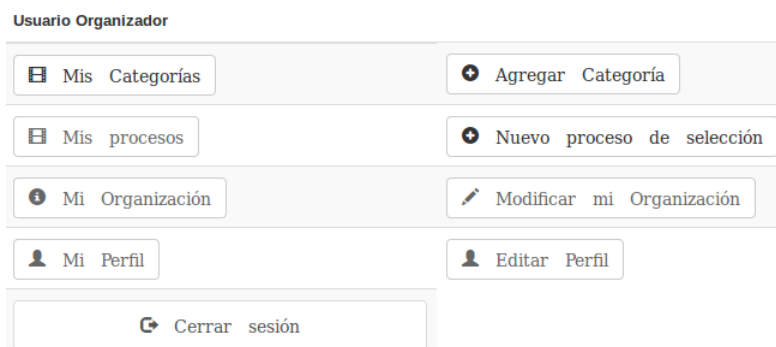 Usuario Organizador
Mis Categorías
Agregar Categoría
Mis procesos
Nuevo proceso de selección
Mi Organización
Modificar mi Organización
Mi Perfil
Editar Perfil
Cerrar sesión